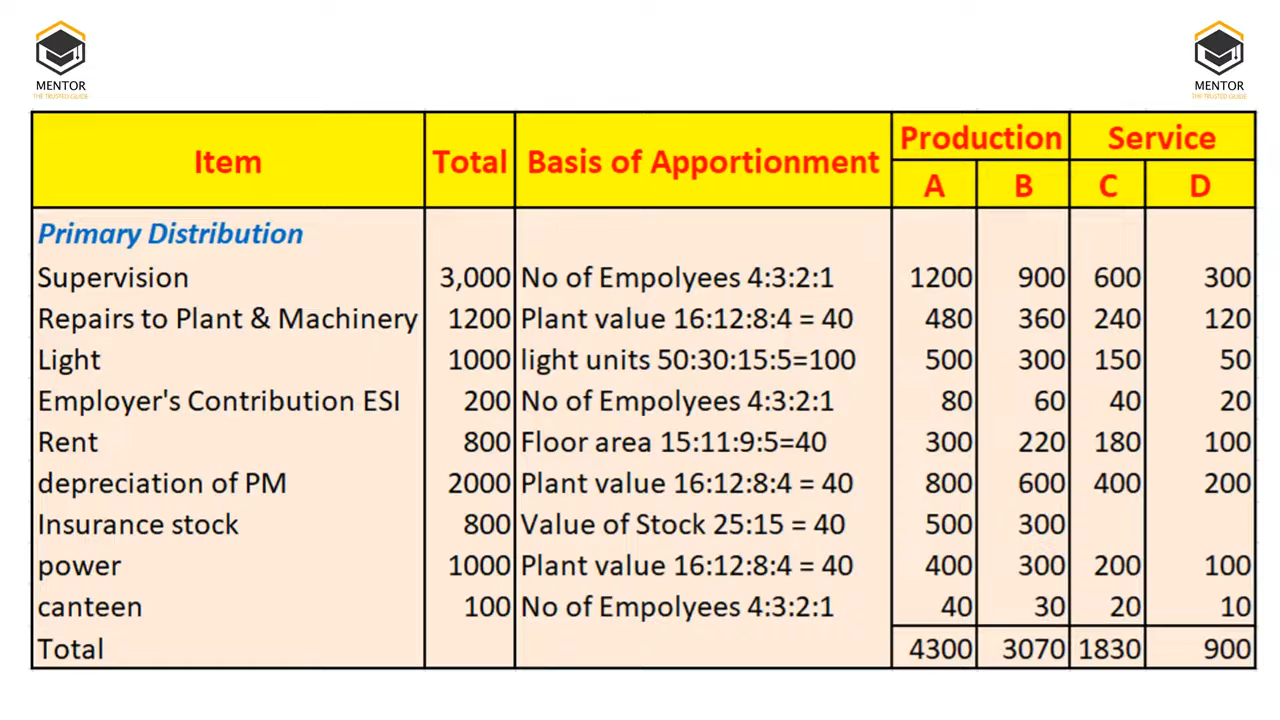 MENTOR
THE TRUSTED GUIDE
MENTOR
THE TRUSTED GUIDE
Item Total Basis of Apportionment Production Service
A B C D
Primary Distribution
Supervision 3,000 No of Empolyees 4:3:2:1 1200 900 600 300
Repairs to Plant & Machinery 1200 Plant value 16:12:8:4 = 40 480 360 240 120
Light 1000 light units 50:30:15:5=100 500 300 150 50
Employer's Contribution ESI 200 No of Empolyees 4:3:2:1 80 60 40 20
Rent 800 Floor area 15:11:9:5=40 300 220 180 100
depreciation of PM 2000 Plant value 16:12:8:4 = 40 800 600 400 200
Insurance stock 800 Value of Stock 25:15 = 40 500 300
power 1000 Plant value 16:12:8:4 = 40 400 300 200 100
canteen 100 No of Empolyees 4:3:2:1 40 30 20 10
Total 4300 3070 1830 900